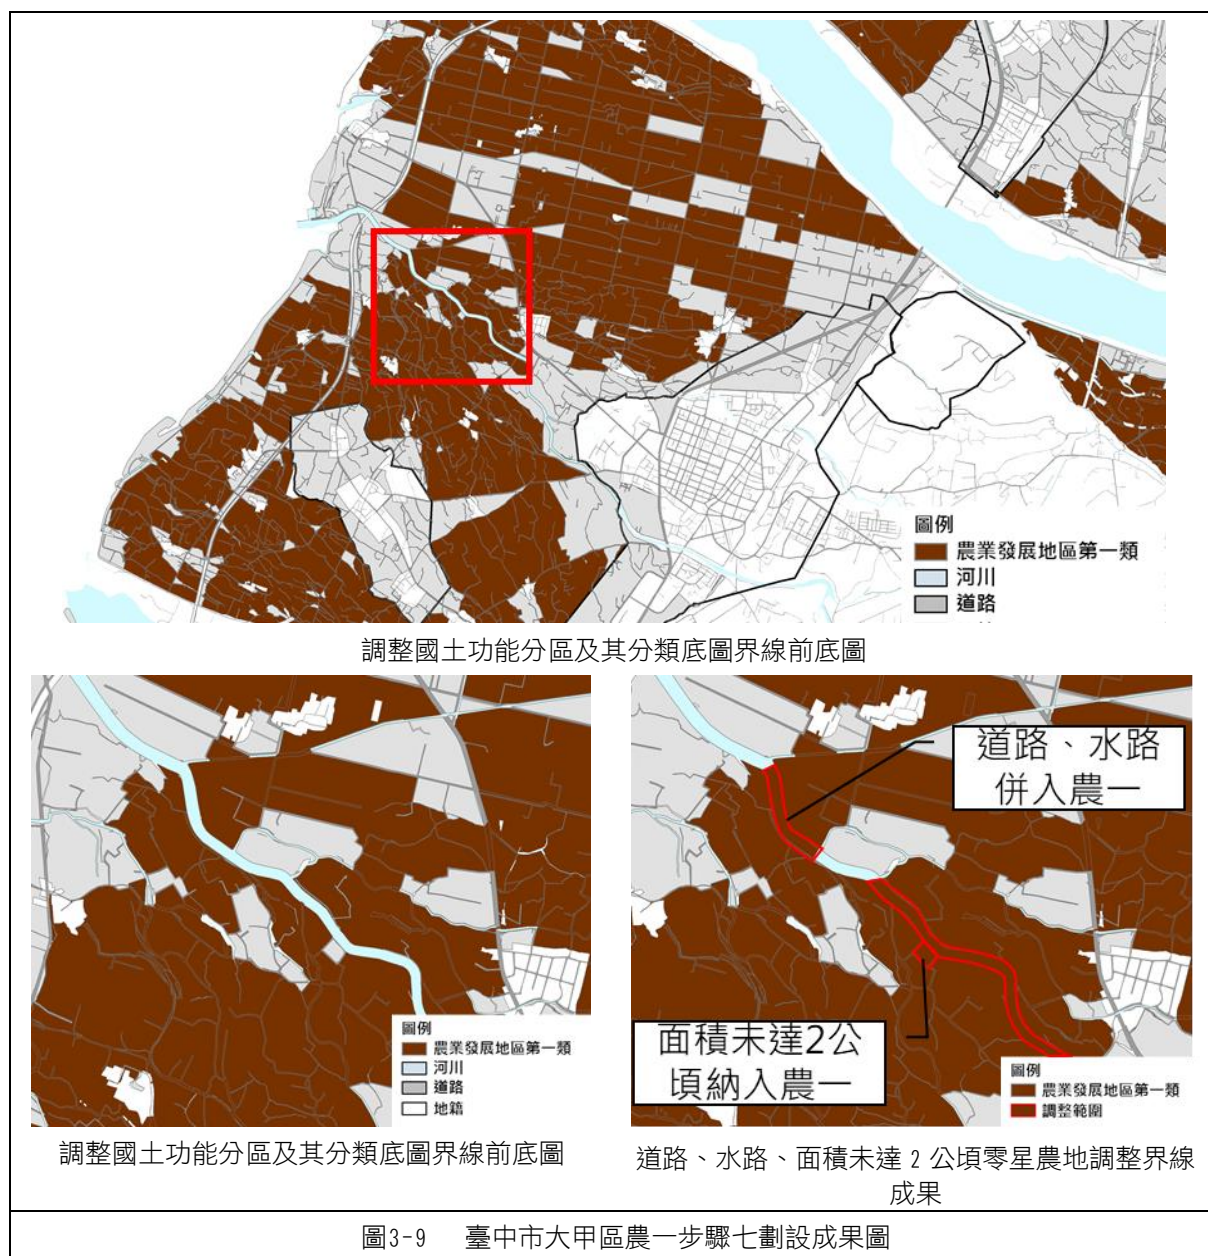 圖例
農業發展地區第一類
河川
道路
調整國土功能分區及其分類底圖界線前底圖
圖例
農業發展地區第一類
河川
道路
地籍
調整國土功能分區及其分類底圖界線前底圖
道路、水路
併入農一
面積未達2公
頃納入農一
圖例
農業發展地區第一類
調整範圍
道路、水路、面積未達 2 公頃零星農地調整界線
成果
圖3-9 臺中市大甲區農一步驟七劃設成果圖